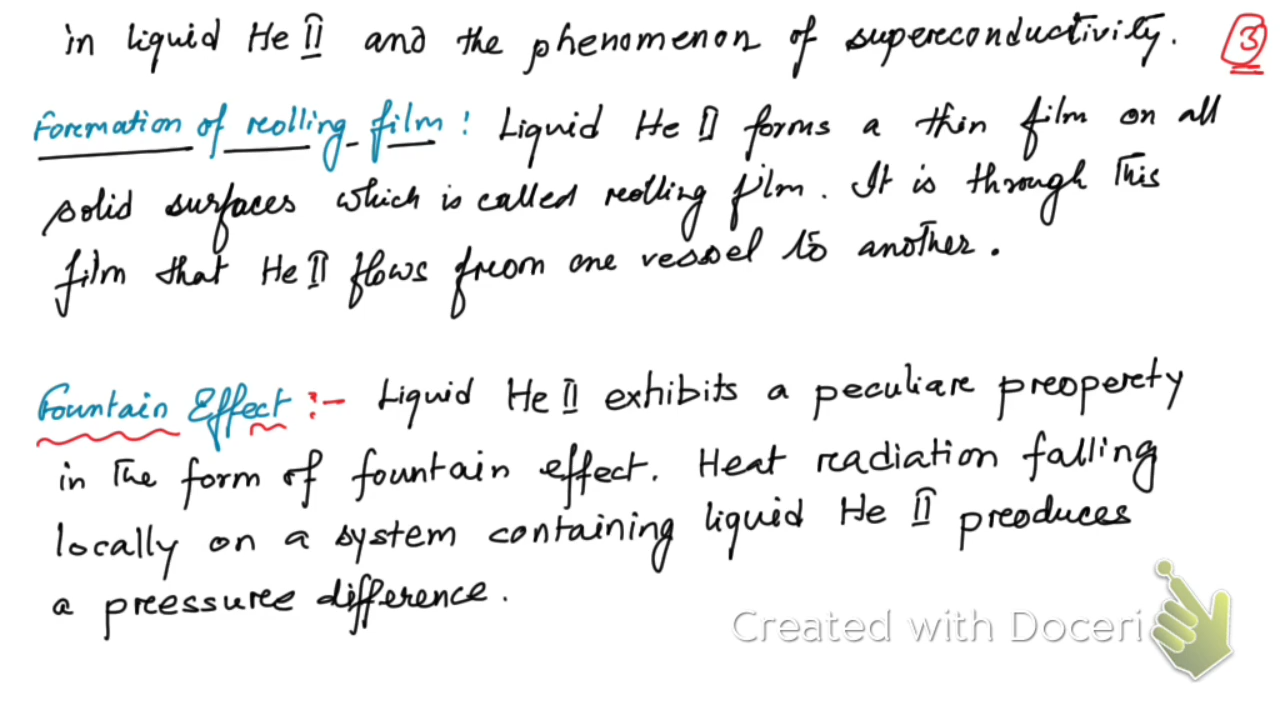 in liquid He II and the phenomenon of superconductivity. 3
Formation of rolling film : Liquid He II forms a thin film on all
solid surfaces which is called rolling film. It is through This
film that He II flows from one vessel to another.
Fountain Effect :- Liquid He II exhibits a peculiar property
in The form of fountain effect. Heat radiation falling
locally on a system containing liquid He II produces
a pressure difference.
Created with Doceri